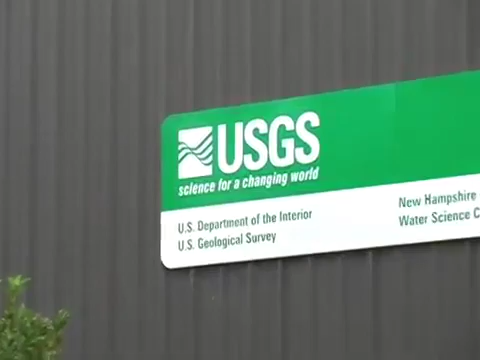 USGS
science for a changing world
U.S. Department of the Interior
U.S. Geological Survey
New Hampshire
Water Science C